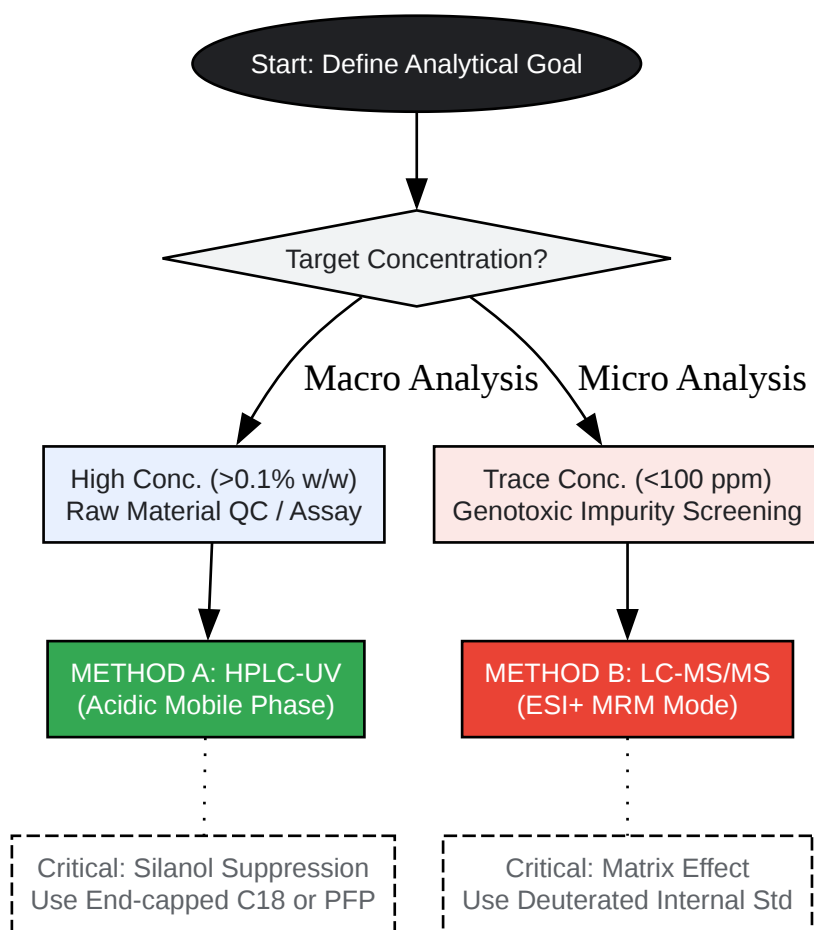 Start: Define Analytical Goal
Target Concentration?
Macro Analysis
Micro Analysis
High Conc. (>0.1% w/w)
Raw Material QC / Assay
Trace Conc. (<100 ppm)
Genotoxic Impurity Screening
METHOD A: HPLC-UV
(Acidic Mobile Phase)
METHOD B: LC-MS/MS
(ESI+ MRM Mode)
Critical: Silanol Suppression
Use End-capped C18 or PFP
Critical: Matrix Effect
Use Deuterated Internal Std